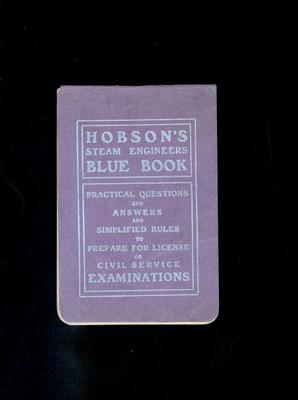 HOBSON'S
STEAM ENGINEERS
BLUE BOOK
PRACTICAL QUESTIONS
AND
ANSWERS
AND
SIMPLIFIED RULES
TO
PREPARE FOR LICENSE
OR
CIVIL SERVICE
EXAMINATIONS